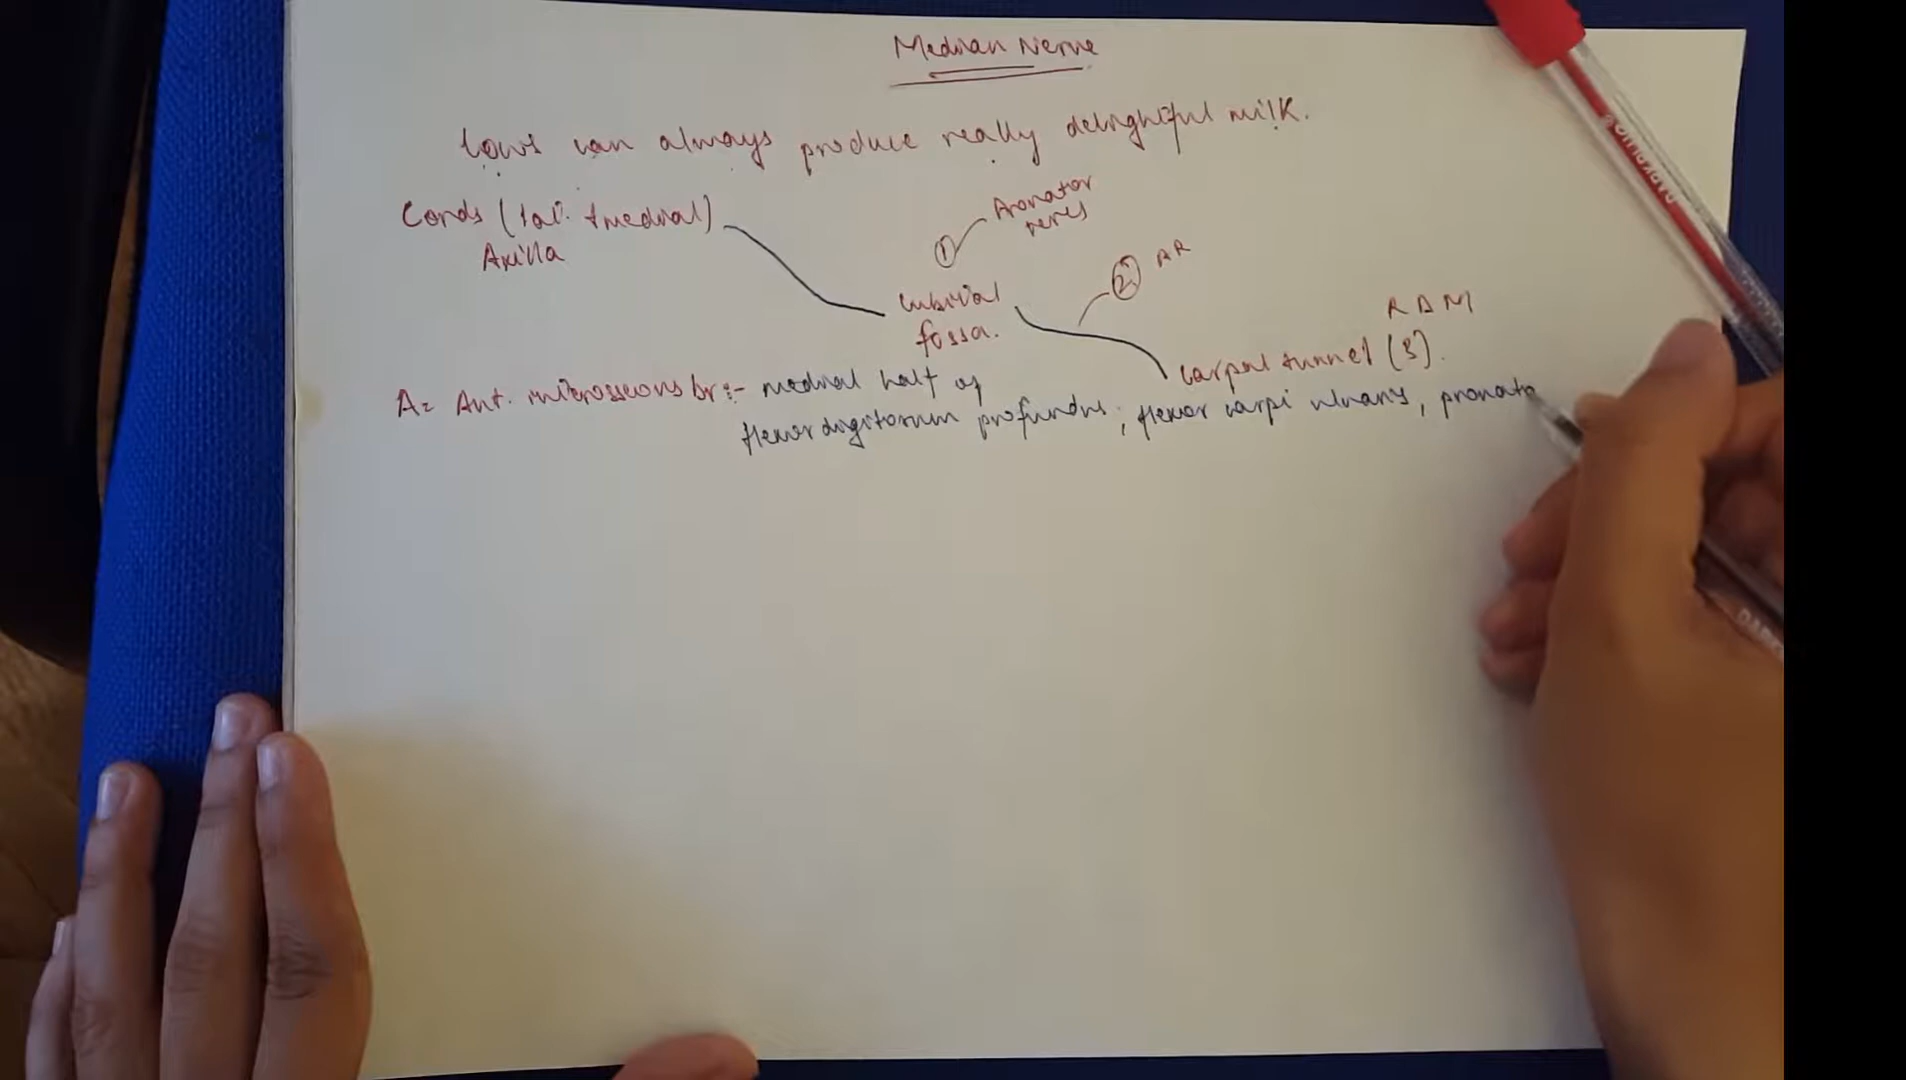 Median Nerve
Cows can always produce really delightful milk.
Cords (lat. + medial)
Axilla
① Pronator
teres
② AR
Cubital
fossa.
RDM
carpal tunnel (3).
A= Ant. interosseous br :- medial half of
flexor digitorum profundus, flexor carpi ulnaris, pronato